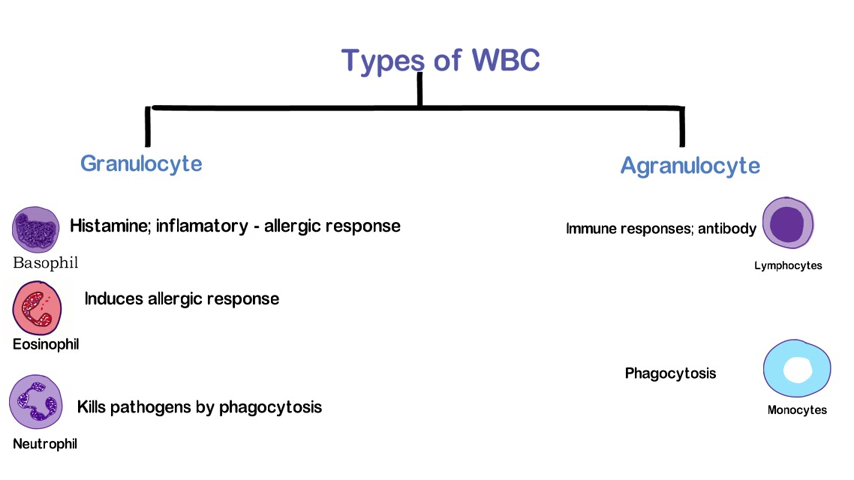 Types of WBC
Granulocyte
Agranulocyte
Histamine; inflamatory - allergic response
Basophil
Immune responses; antibody
Lymphocytes
Induces allergic response
Eosinophil
Phagocytosis
Monocytes
Kills pathogens by phagocytosis
Neutrophil